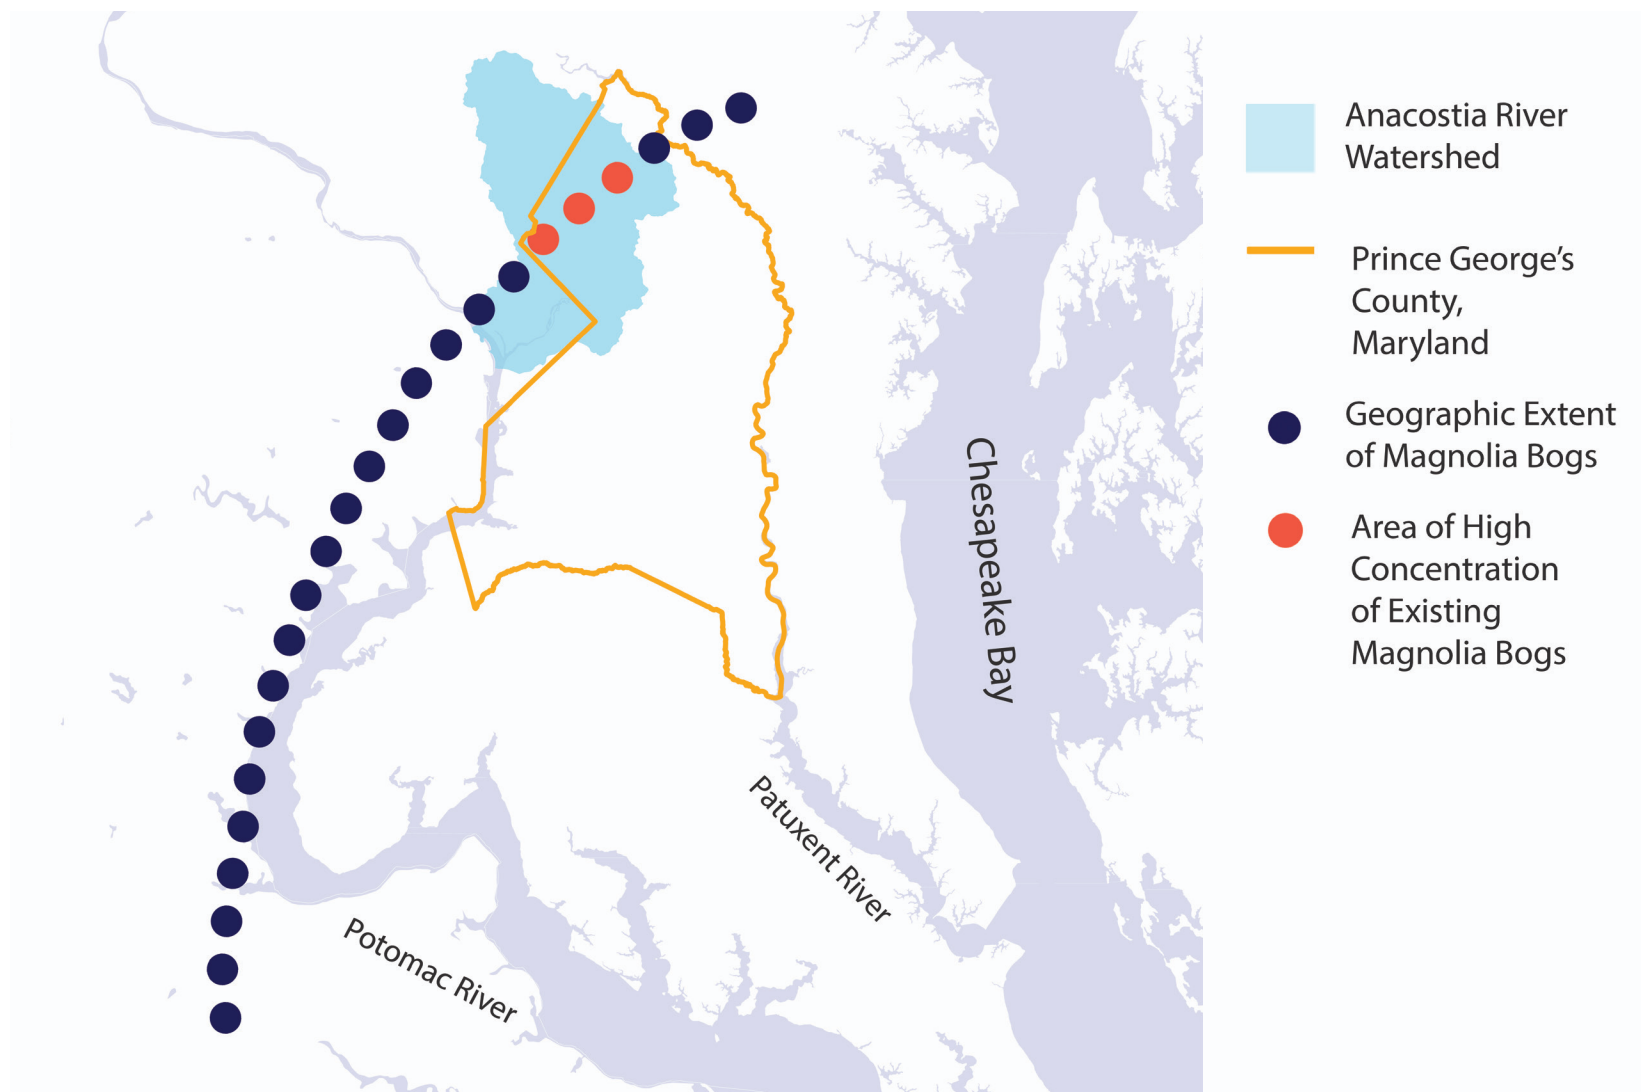 Anacostia River
Watershed
Prince George’s
County,
Maryland
Geographic Extent
of Magnolia Bogs
Area of High
Concentration
of Existing
Magnolia Bogs
Chesapeake Bay
Patuxent River
Potomac River